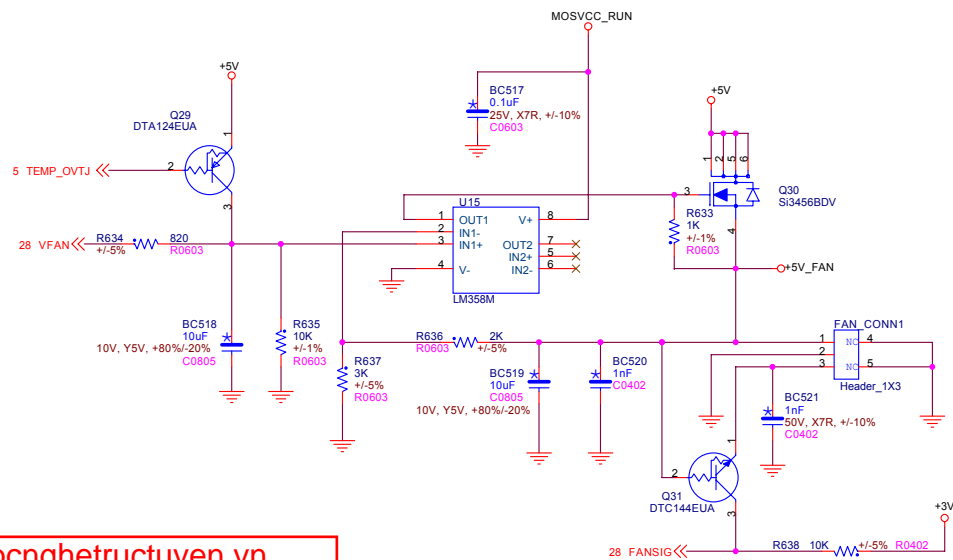 MOSVCC_RUN
+5V
Q29
DTA124EUA
1
2
3
5 TEMP_OVTJ
BC517
0.1uF
25V, X7R, +/-10%
C0603
+5V
1
2
5
6
3
4
Q30
Si3456BDV
R633
1K
+/-1%
R0603
+5V_FAN
28 VFAN
R634
820
+/-5%
R0603
U15
1 OUT1
2 IN1-
3 IN1+
4 V-
V+ 8
OUT2 7
IN2+ 5
IN2- 6
LM358M
BC518
10uF
10V, Y5V, +80%/-20%
C0805
R635
10K
+/-1%
R0603
R636
2K
R0603
+/-5%
R637
3K
+/-5%
R0603
BC519
10uF
C0805
10V, Y5V, +80%/-20%
BC520
1nF
C0402
FAN_CONN1
1
2
3
NC 4
NC 5
Header_1X3
BC521
1nF
50V, X7R, +/-10%
C0402
1
2
3
Q31
DTC144EUA
+3V
28 FANSIG
R638 10K +/-5% R0402